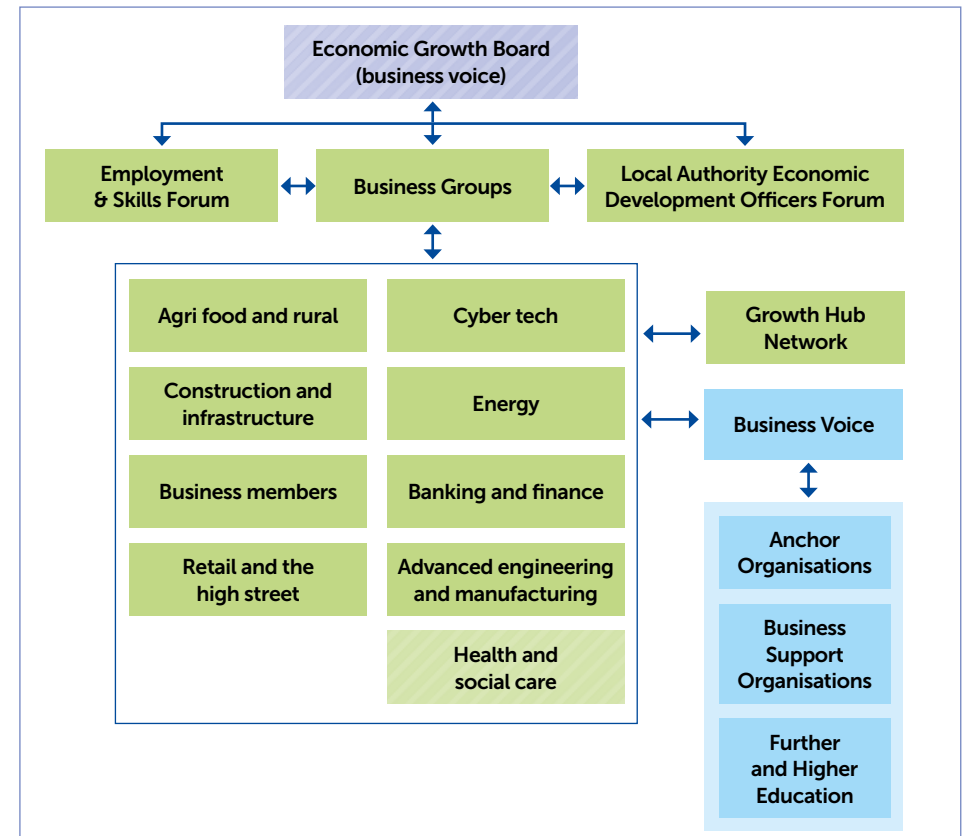 Economic Growth Board
(business voice)
Employment
& Skills Forum
Business Groups
Local Authority Economic
Development Officers Forum
Agri food and rural
Cyber tech
Growth Hub
Network
Construction and
infrastructure
Energy
Business Voice
Business members
Banking and finance
Retail and the
high street
Advanced engineering
and manufacturing
Health and
social care
Anchor
Organisations
Business
Support
Organisations
Further
and Higher
Education